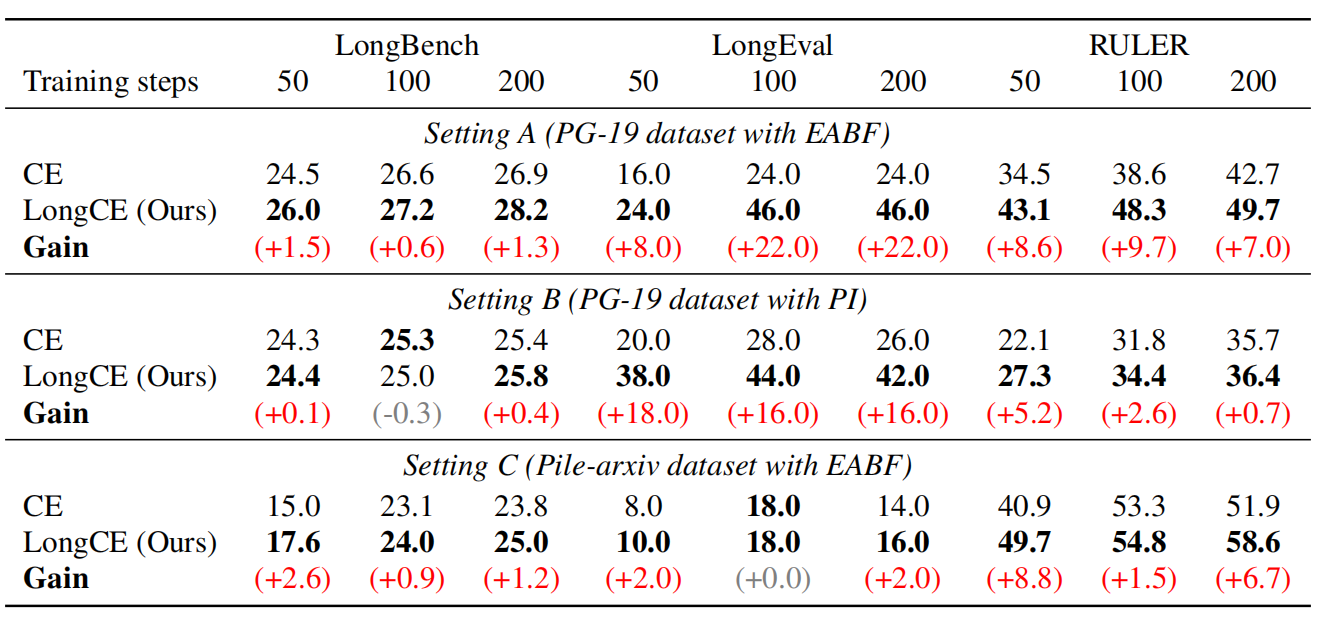 LongBench LongEval RULER
Training steps 50 100 200 50 100 200 50 100 200
Setting A (PG-19 dataset with EABF)
CE 24.5 26.6 26.9 16.0 24.0 24.0 34.5 38.6 42.7
LongCE (Ours) 26.0 27.2 28.2 24.0 46.0 46.0 43.1 48.3 49.7
Gain (+1.5) (+0.6) (+1.3) (+8.0) (+22.0) (+22.0) (+8.6) (+9.7) (+7.0)
Setting B (PG-19 dataset with PI)
CE 24.3 25.3 25.4 20.0 28.0 26.0 22.1 31.8 35.7
LongCE (Ours) 24.4 25.0 25.8 38.0 44.0 42.0 27.3 34.4 36.4
Gain (+0.1) (-0.3) (+0.4) (+18.0) (+16.0) (+16.0) (+5.2) (+2.6) (+0.7)
Setting C (Pile-arxiv dataset with EABF)
CE 15.0 23.1 23.8 8.0 18.0 14.0 40.9 53.3 51.9
LongCE (Ours) 17.6 24.0 25.0 10.0 18.0 16.0 49.7 54.8 58.6
Gain (+2.6) (+0.9) (+1.2) (+2.0) (+0.0) (+2.0) (+8.8) (+1.5) (+6.7)